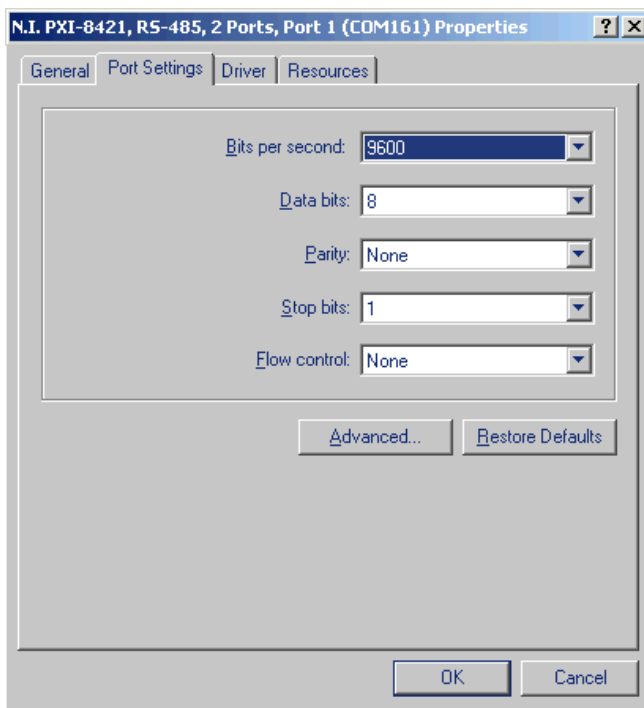 N.I. PXI-8421, RS-485, 2 Ports, Port 1 (COM161) Properties ? X
General Port Settings Driver Resources
Bits per second: 9600
Data bits: 8
Parity: None
Stop bits: 1
Flow control: None
Advanced... Restore Defaults
OK Cancel